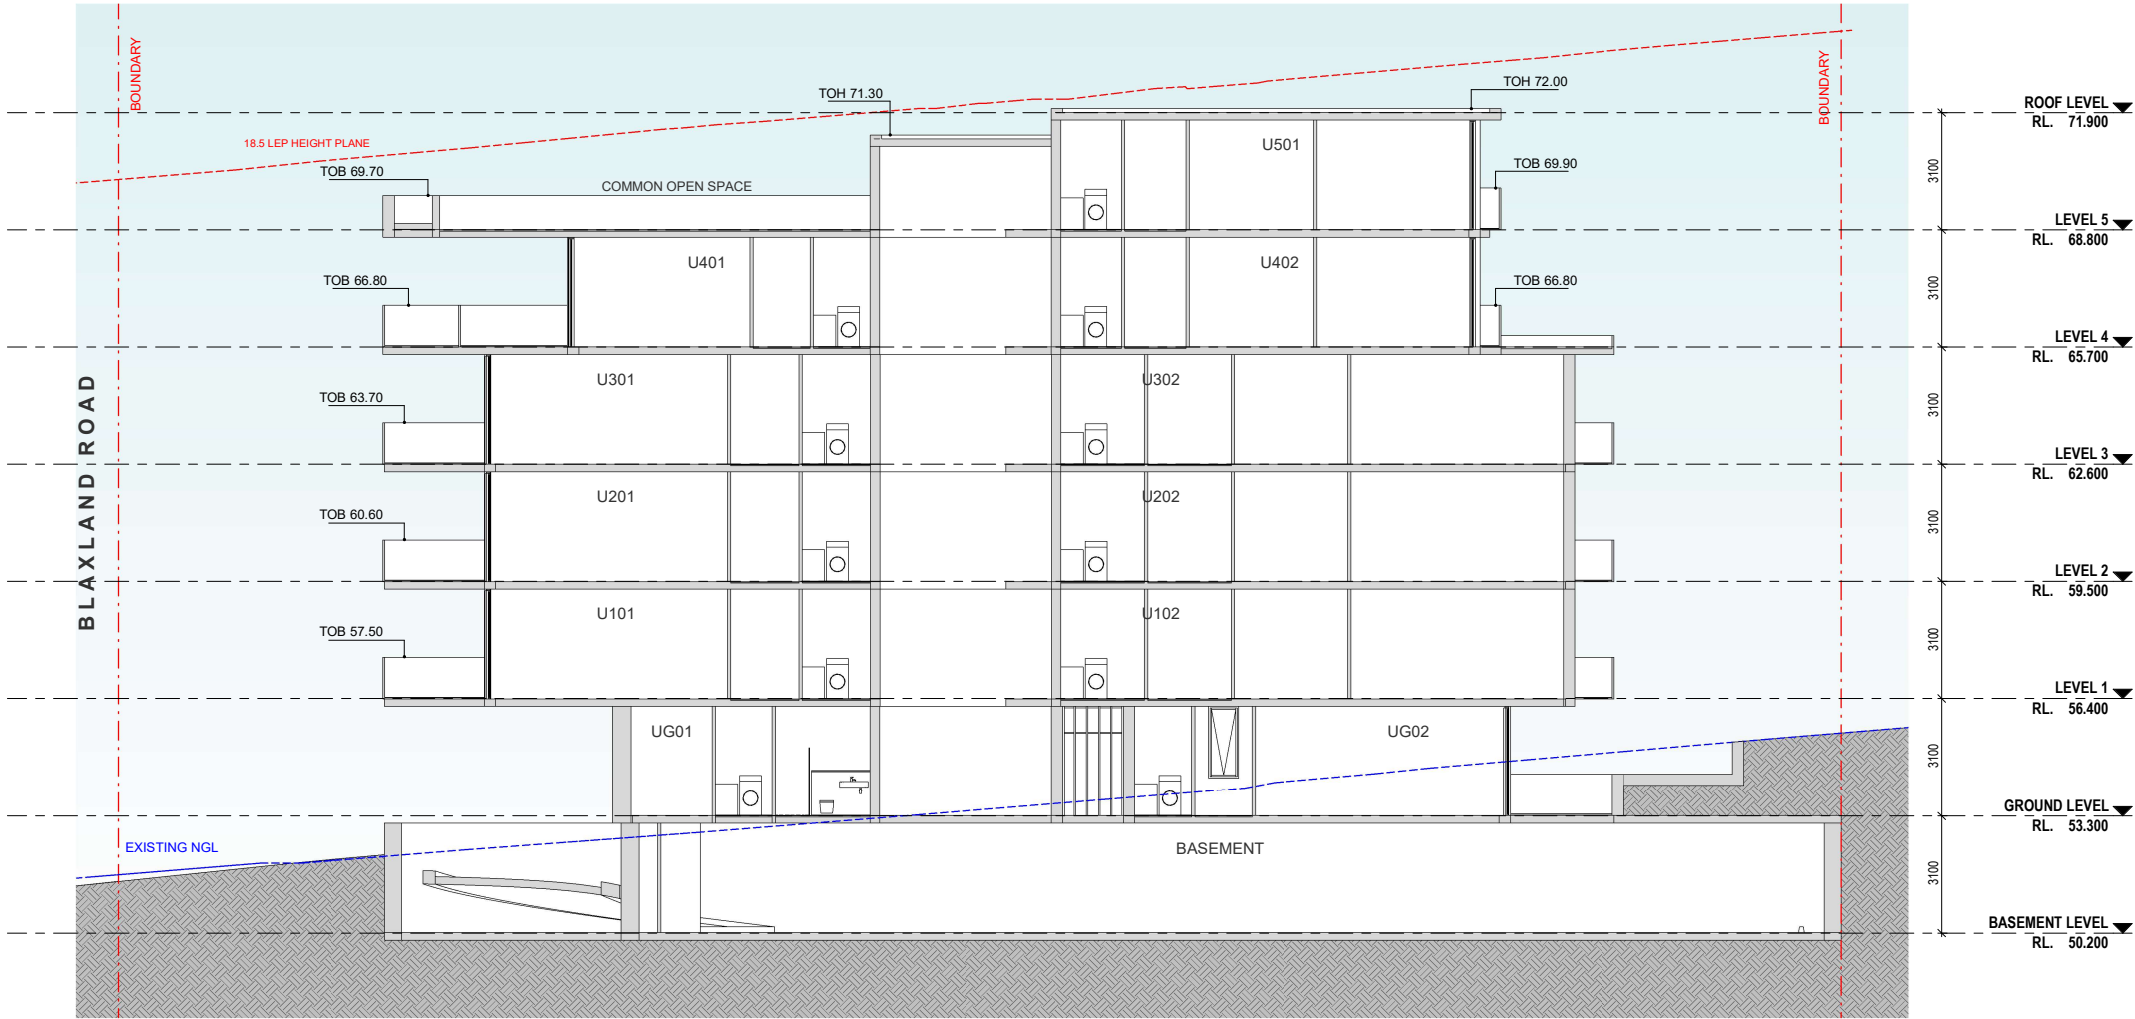 BOUNDARY
BOUNDARY
18.5 LEP HEIGHT PLANE
TOH 71.30
TOH 72.00
ROOF LEVEL
RL. 71.900
U501
TOB 69.70
COMMON OPEN SPACE
TOB 69.90
3100
LEVEL 5
RL. 68.800
U401
U402
TOB 66.80
TOB 66.80
3100
LEVEL 4
RL. 65.700
BLAXLAND ROAD
U301
U302
TOB 63.70
3100
LEVEL 3
RL. 62.600
U201
U202
TOB 60.60
3100
LEVEL 2
RL. 59.500
U101
U102
TOB 57.50
3100
LEVEL 1
RL. 56.400
UG01
UG02
3100
GROUND LEVEL
RL. 53.300
EXISTING NGL
BASEMENT
3100
BASEMENT LEVEL
RL. 50.200